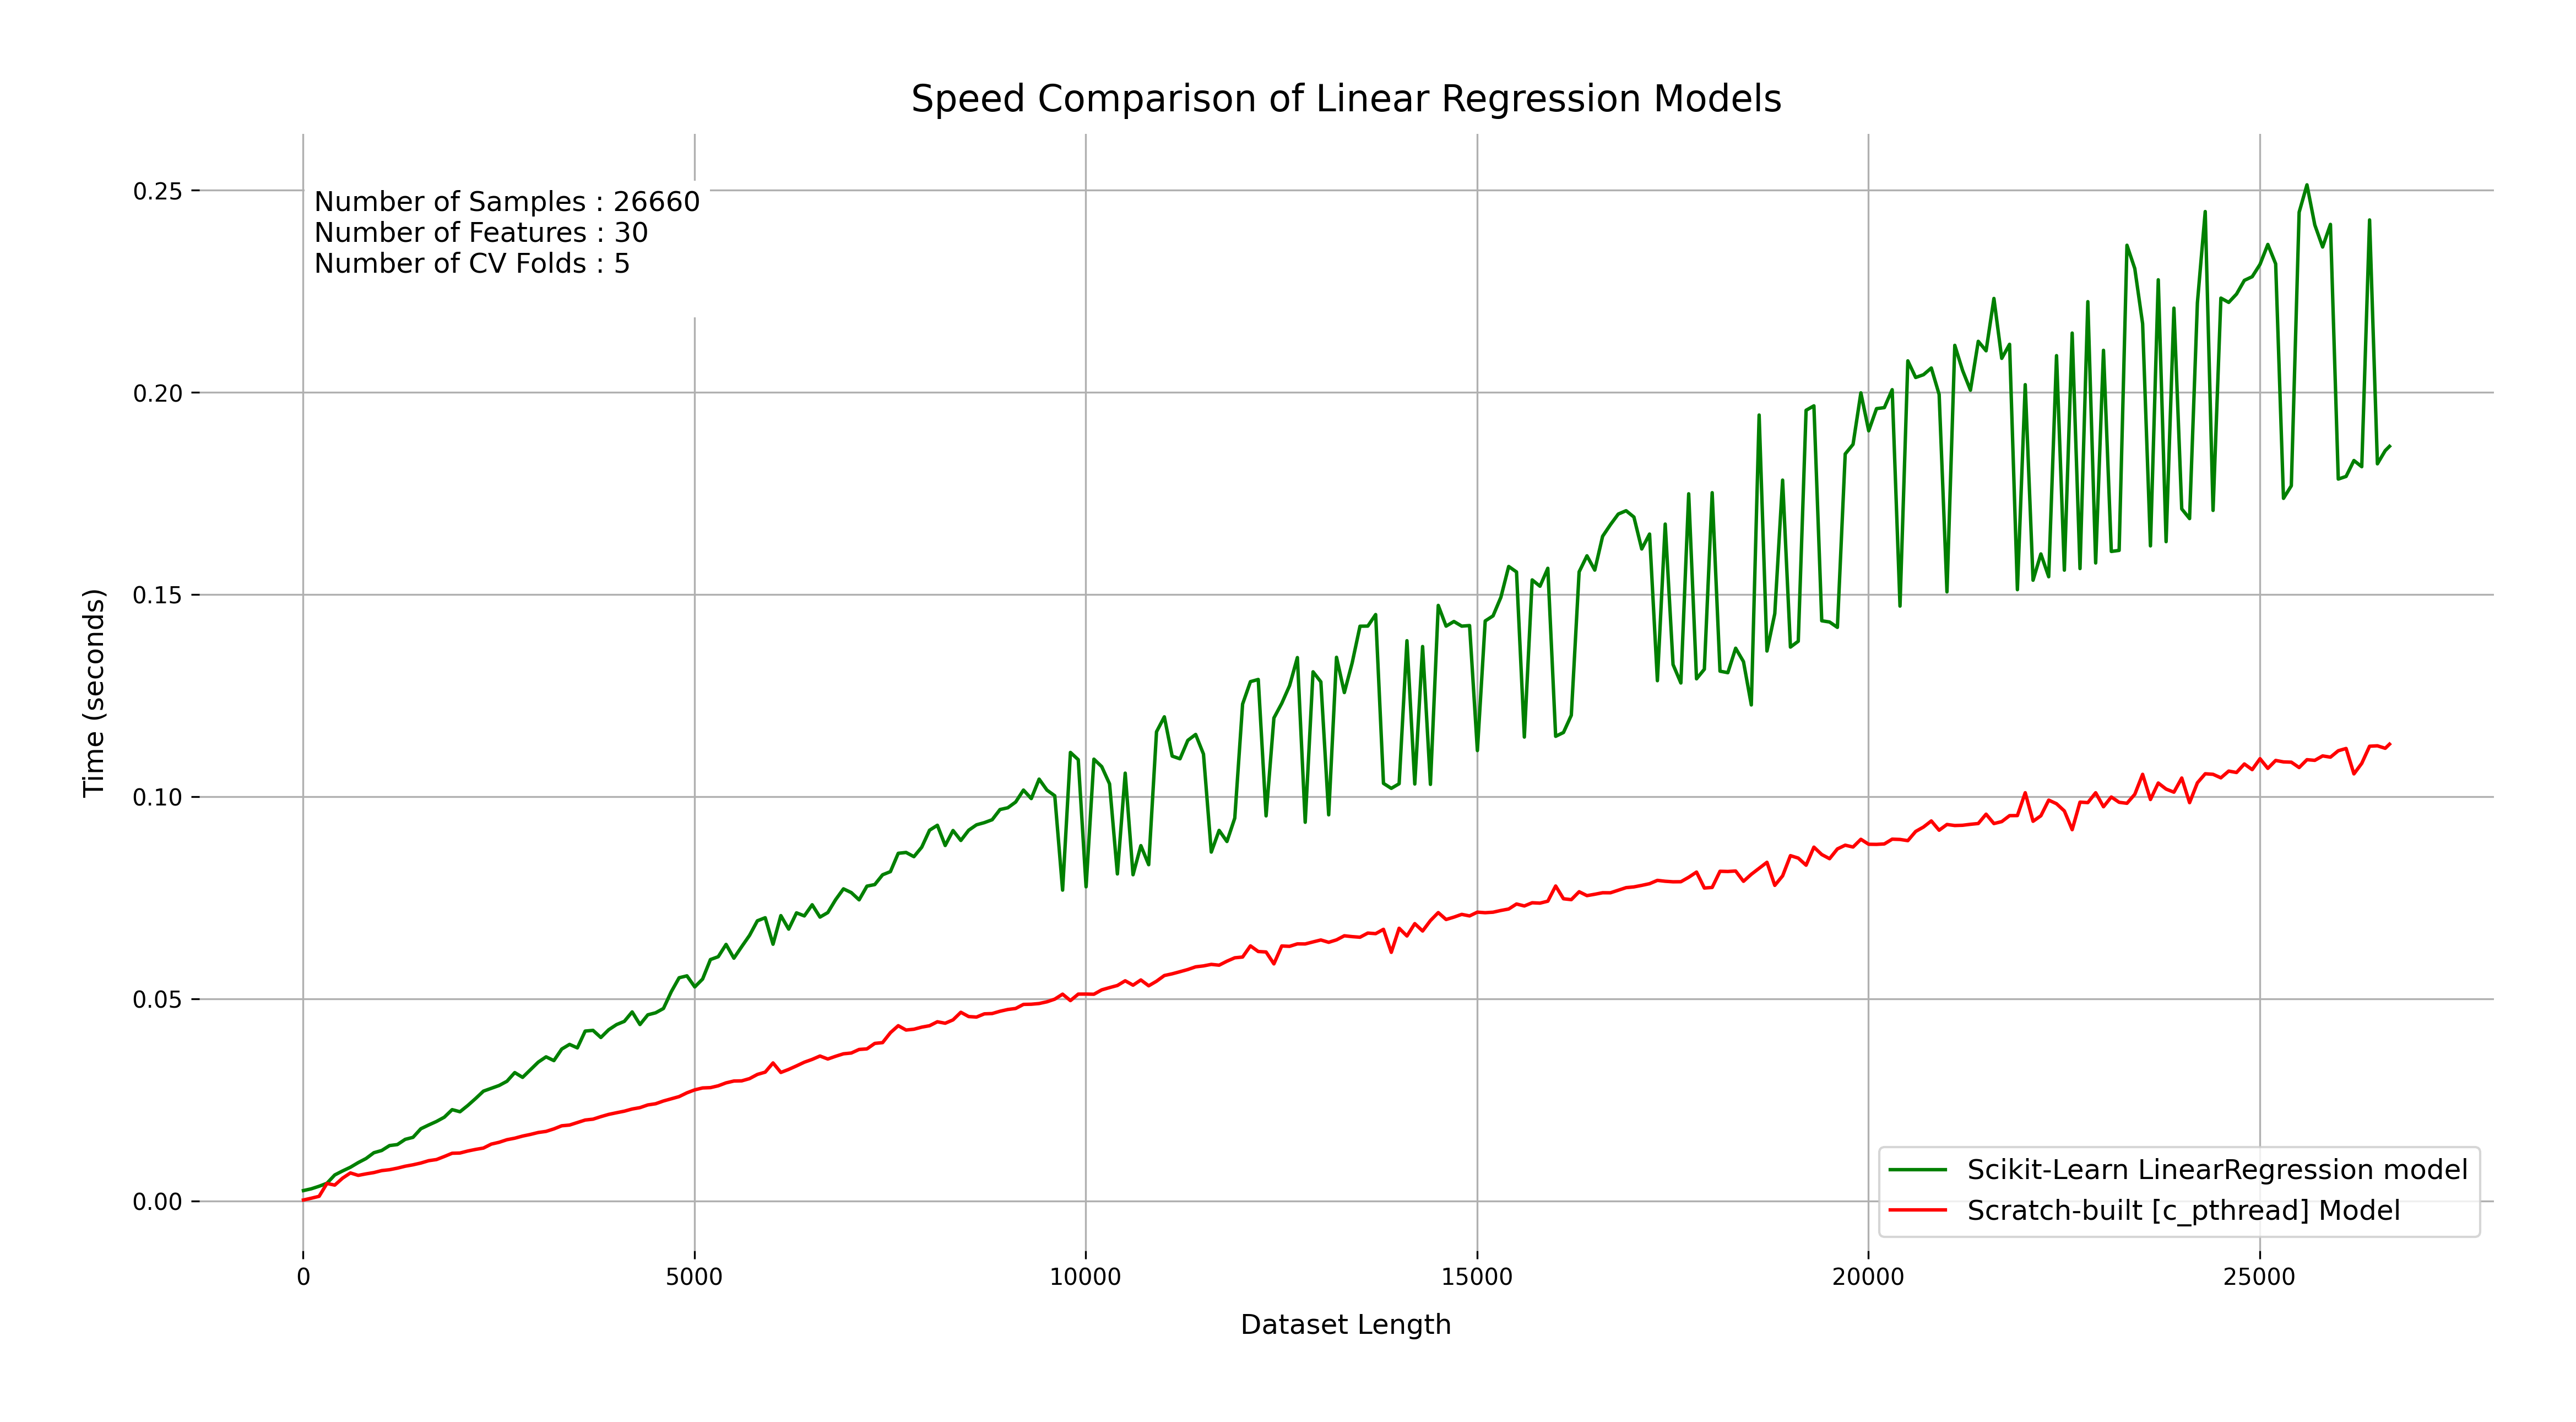 Speed Comparison of Linear Regression Models
0.25
Number of Samples : 26660
Number of Features : 30
Number of CV Folds : 5
0.20
0.15
Time (seconds)
0.10
0.05
0.00
Scikit-Learn LinearRegression model
Scratch-built [c_pthread] Model
0 5000 10000 15000 20000 25000
Dataset Length